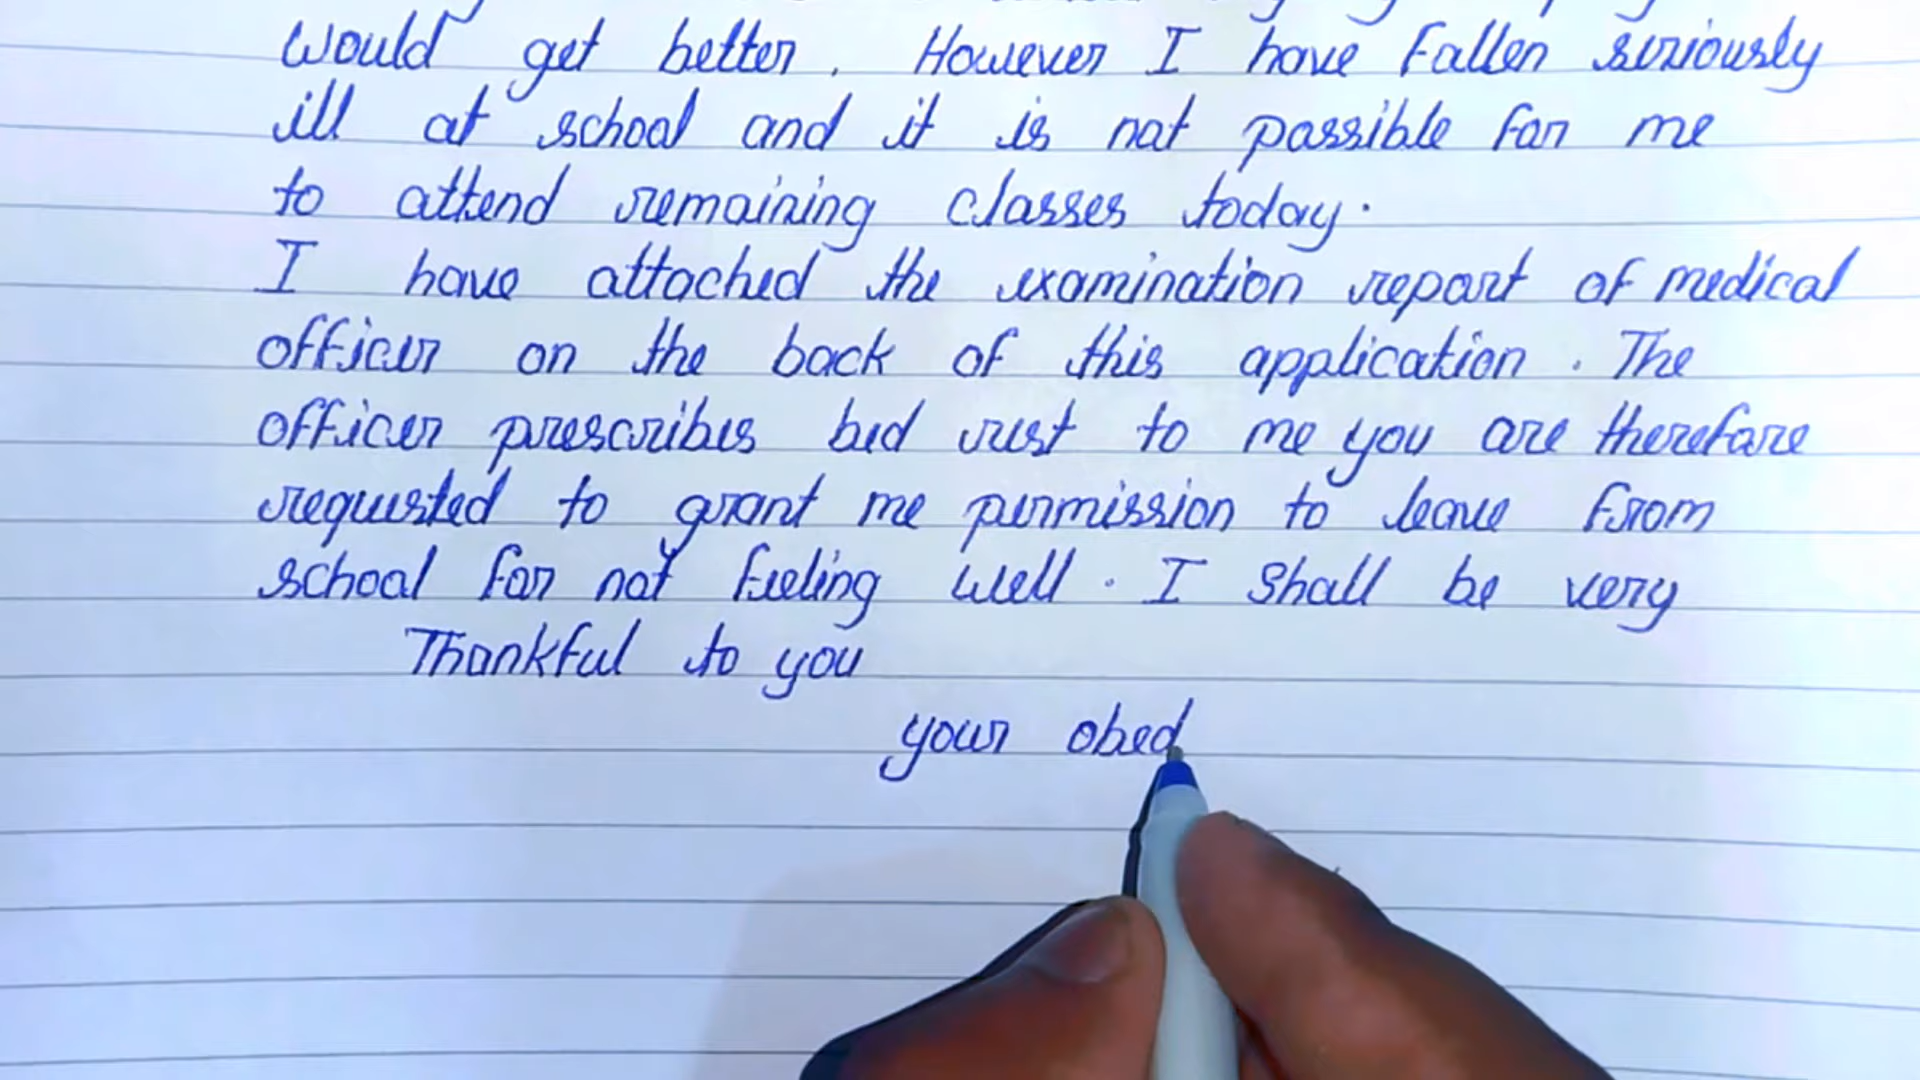 would get better. However I have fallen seriously
ill at school and it is not possible for me
to attend remaining classes today.
I have attached the examination report of medical
officer on the back of this application. The
officer prescribes bed rest to me you are therefore
requested to grant me permission to leave from
school for not feeling well. I shall be very
Thankful to you
your obed